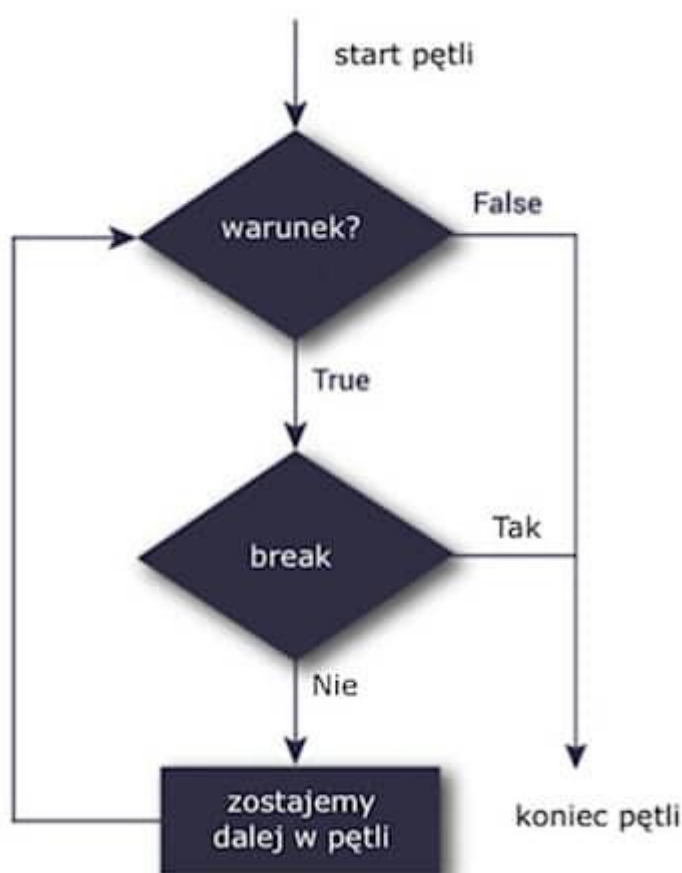 start pętli
warunek?
False
True
break
Tak
Nie
zostajemy
dalej w pętli
koniec pętli